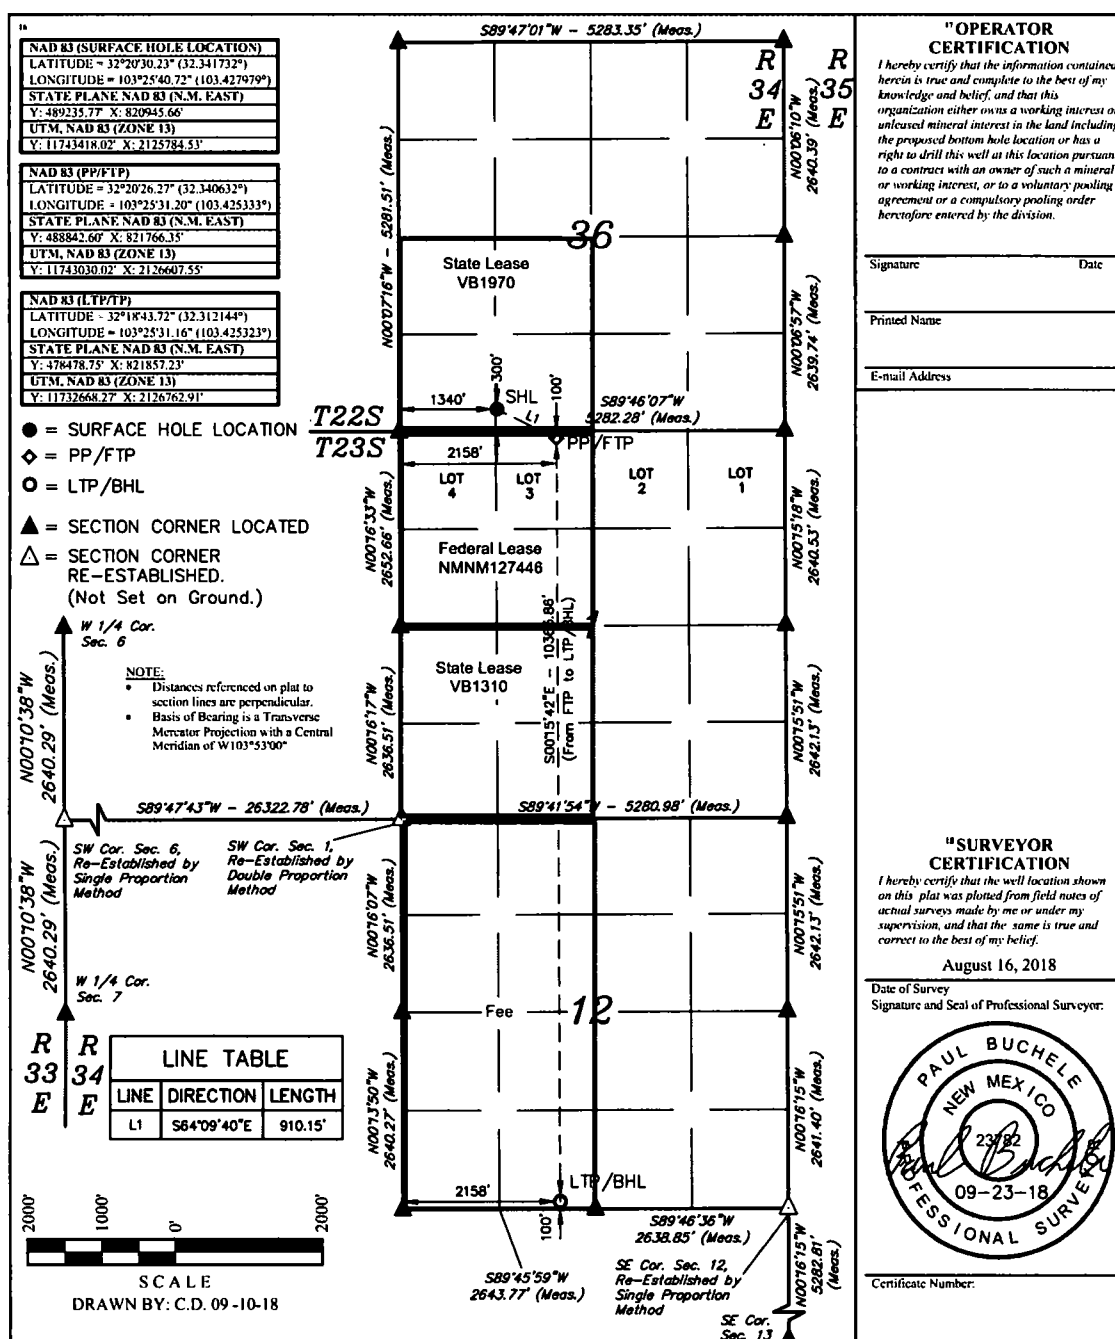 16
NAD 83 (SURFACE HOLE LOCATION)
LATITUDE = 32°20'30.23" (32.341732°)
LONGITUDE = 103°25'40.72" (103.427979°)
STATE PLANE NAD 83 (N.M. EAST)
Y: 489235.77' X: 820945.66'
UTM, NAD 83 (ZONE 13)
Y: 11743418.02' X: 2125784.53'
NAD 83 (PP/FTP)
LATITUDE = 32°20'26.27" (32.340632°)
LONGITUDE = 103°25'31.20" (103.425333°)
STATE PLANE NAD 83 (N.M. EAST)
Y: 488842.60' X: 821766.35'
UTM, NAD 83 (ZONE 13)
Y: 11743030.02' X: 2126607.55'
NAD 83 (LTP/TP)
LATITUDE = 32°18'43.72" (32.312144°)
LONGITUDE = 103°25'31.16" (103.425323°)
STATE PLANE NAD 83 (N.M. EAST)
Y: 478478.75' X: 821857.23'
UTM, NAD 83 (ZONE 13)
Y: 11732668.27' X: 2126762.91'
= SURFACE HOLE LOCATION
= PP/FTP
= LTP/BHL
= SECTION CORNER LOCATED
= SECTION CORNER
RE-ESTABLISHED.
(Not Set on Ground.)
W 1/4 Cor.
Sec. 6
NOTE:
• Distances referenced on plat to
section lines are perpendicular.
• Basis of Bearing is a Transverse
Mercator Projection with a Central
Meridian of W103°53'00"
N00°10'38"W
2640.29' (Meas.)
S89°47'43"W - 26322.78' (Meas.)
SW Cor. Sec. 6,
Re-Established by
Single Proportion
Method
SW Cor. Sec. 1,
Re-Established by
Double Proportion
Method
N00°10'38"W
2640.29' (Meas.)
W 1/4 Cor.
Sec. 7
R
33
E
R
34
E
LINE TABLE
LINE DIRECTION LENGTH
L1 S64°09'40"E 910.15'
2000'
1000'
0'
2000'
SCALE
DRAWN BY: C.D. 09-10-18
S89°47'01"W - 5283.35' (Meas.)
R
34
E
R
35
E
N00°07'16"W - 5281.51' (Meas.)
N00°06'10"W
2640.39' (Meas.)
36
State Lease
VB1970
N00°06'57"W
2639.74' (Meas.)
300'
100'
1340'
SHL
L1
S89°46'07"W
5282.28' (Meas.)
T22S
T23S
PP/FTP
2158'
LOT
4
LOT
3
LOT
2
LOT
1
N00°16'33"W
2652.66' (Meas.)
N00°15'18"W
2640.53' (Meas.)
Federal Lease
NMNM127446
State Lease
VB1310
S00°15'42"E
(From FTP to LTP/BHL)
N00°16'17"W
2636.51' (Meas.)
N00°15'51"W
2642.13' (Meas.)
S89°41'54"W - 5280.98' (Meas.)
N00°16'07"W
2636.51' (Meas.)
N00°15'51"W
2642.13' (Meas.)
Fee
12
N00°13'50"W
2640.27' (Meas.)
N00°16'15"W
2641.40' (Meas.)
2158'
LTP/BHL
100'
S89°46'36"W
2638.85' (Meas.)
S89°45'59"W
2643.77' (Meas.)
SE Cor. Sec. 12,
Re-Established by
Single Proportion
Method
N00°16'15"W
5282.81'
(Meas.)
SE Cor.
Sec. 13
17 OPERATOR
CERTIFICATION
I hereby certify that the information contained
herein is true and complete to the best of my
knowledge and belief, and that this
organization either owns a working interest or
unleased mineral interest in the land including
the proposed bottom hole location or has a
right to drill this well at this location pursuant
to a contract with an owner of such a mineral
or working interest, or to a voluntary pooling
agreement or a compulsory pooling order
heretofore entered by the division.
Signature Date
Printed Name
E-mail Address
18 SURVEYOR
CERTIFICATION
I hereby certify that the well location shown
on this plat was plotted from field notes of
actual surveys made by me or under my
supervision, and that the same is true and
correct to the best of my belief.
August 16, 2018
Date of Survey
Signature and Seal of Professional Surveyor:
PAUL BUCHELE
NEW MEXICO
23782
Paul Buchele
09-23-18
PROFESSIONAL SURVEYOR
Certificate Number: